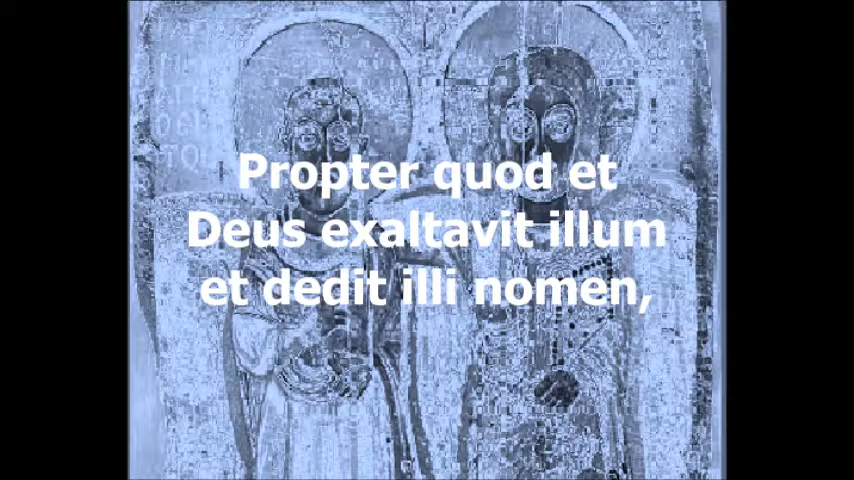 Propter quod et
Deus exaltavit illum
et dedit illi nomen,